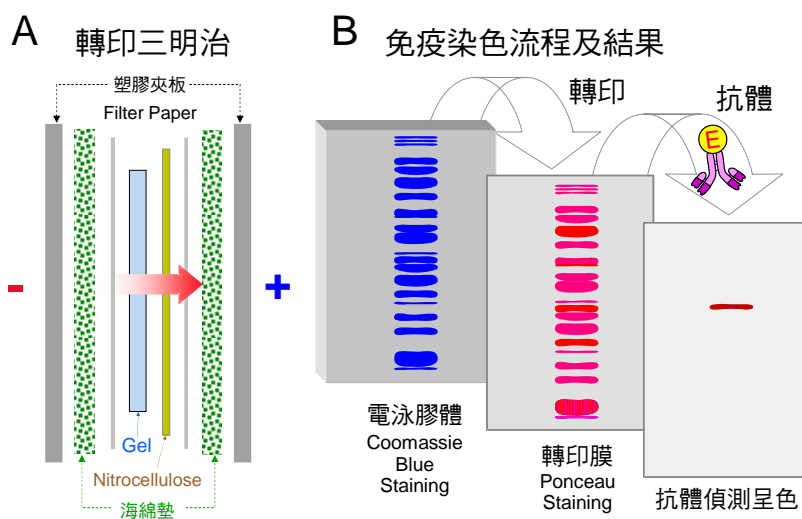 A 轉印三明治
塑膠夾板
Filter Paper
-
+
Gel
Nitrocellulose
海綿墊
B 免疫染色流程及結果
轉印
抗體
E
電泳膠體
Coomassie
Blue
Staining
轉印膜
Ponceau
Staining
抗體偵測呈色